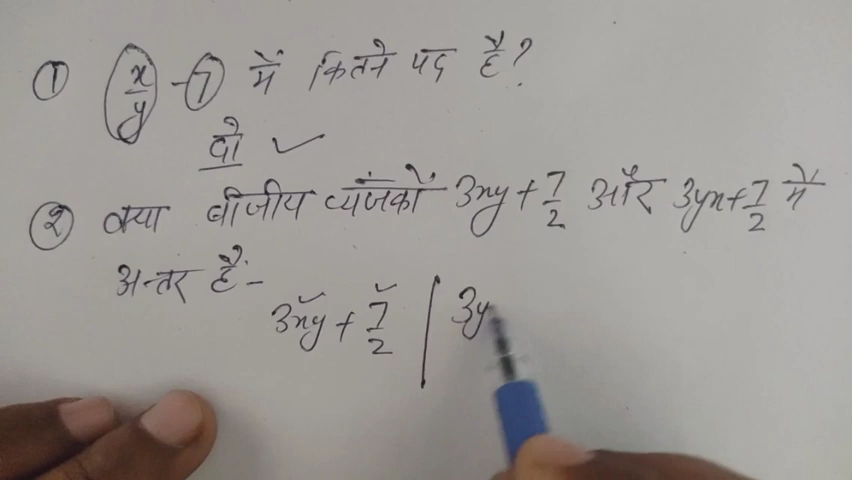 ① x/y - 7 में कितने पद है?
दो ✓
② क्या बीजीय व्यंजकों 3xy + 7/2 और 3yx + 7/2 में
अन्तर हैं -
3xy + 7/2 | 3y